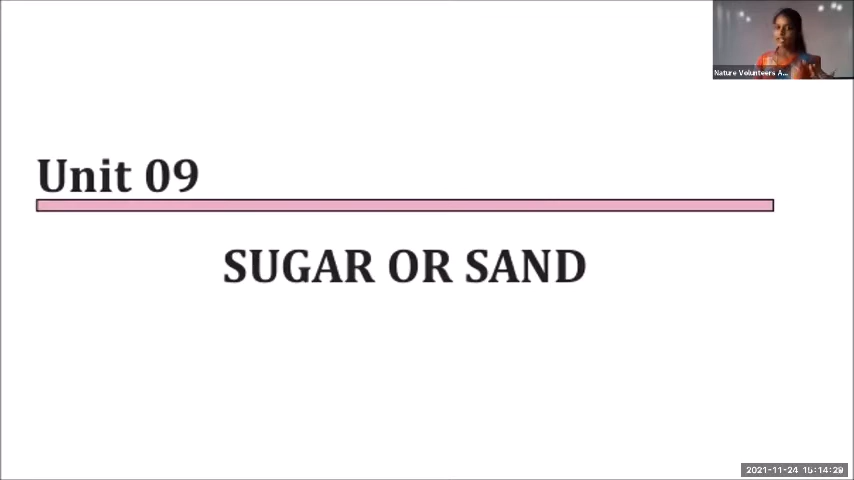 Nature Volunteers A...
Unit 09
SUGAR OR SAND
2021-11-24 15:14:29